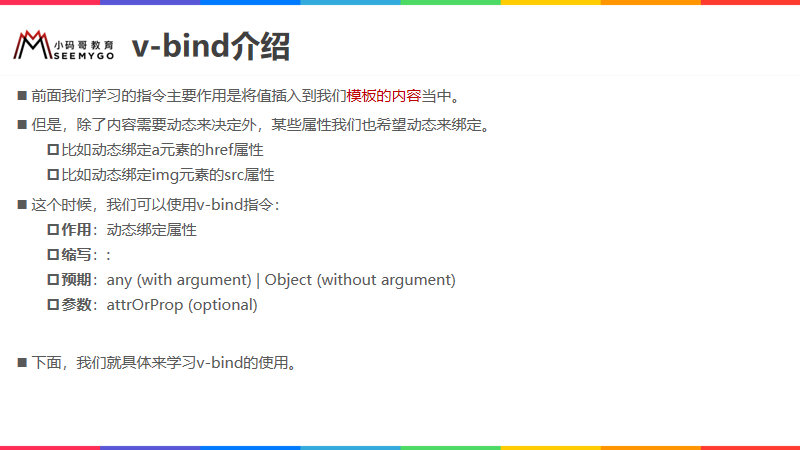 小码哥教育
SEEMYGO
v-bind介绍
前面我们学习的指令主要作用是将值插入到我们模板的内容当中。
但是，除了内容需要动态来决定外，某些属性我们也希望动态来绑定。
比如动态绑定a元素的href属性
比如动态绑定img元素的src属性
这个时候，我们可以使用v-bind指令：
作用：动态绑定属性
缩写：:
预期：any (with argument) | Object (without argument)
参数：attrOrProp (optional)
下面，我们就具体来学习v-bind的使用。